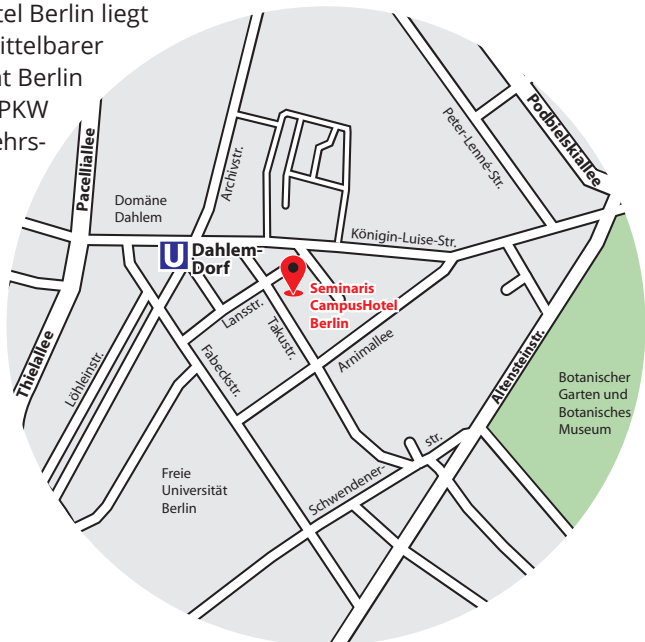 tel Berlin liegt
ittelbarer
t Berlin
PKW
ehrs-
Pacelliallee
Domäne
Dahlem
Archivstr.
Peter-Lenné-Str.
Podbielskiallee
U Dahlem-
Dorf
Königin-Luise-Str.
Seminaris
CampusHotel
Berlin
Lansstr.
Takustr.
Arnimallee
Thielallee
Löhleinstr.
Fabeckstr.
Altensteinstr.
Botanischer
Garten und
Botanisches
Museum
Freie
Universität
Berlin
Schwendener-
str.